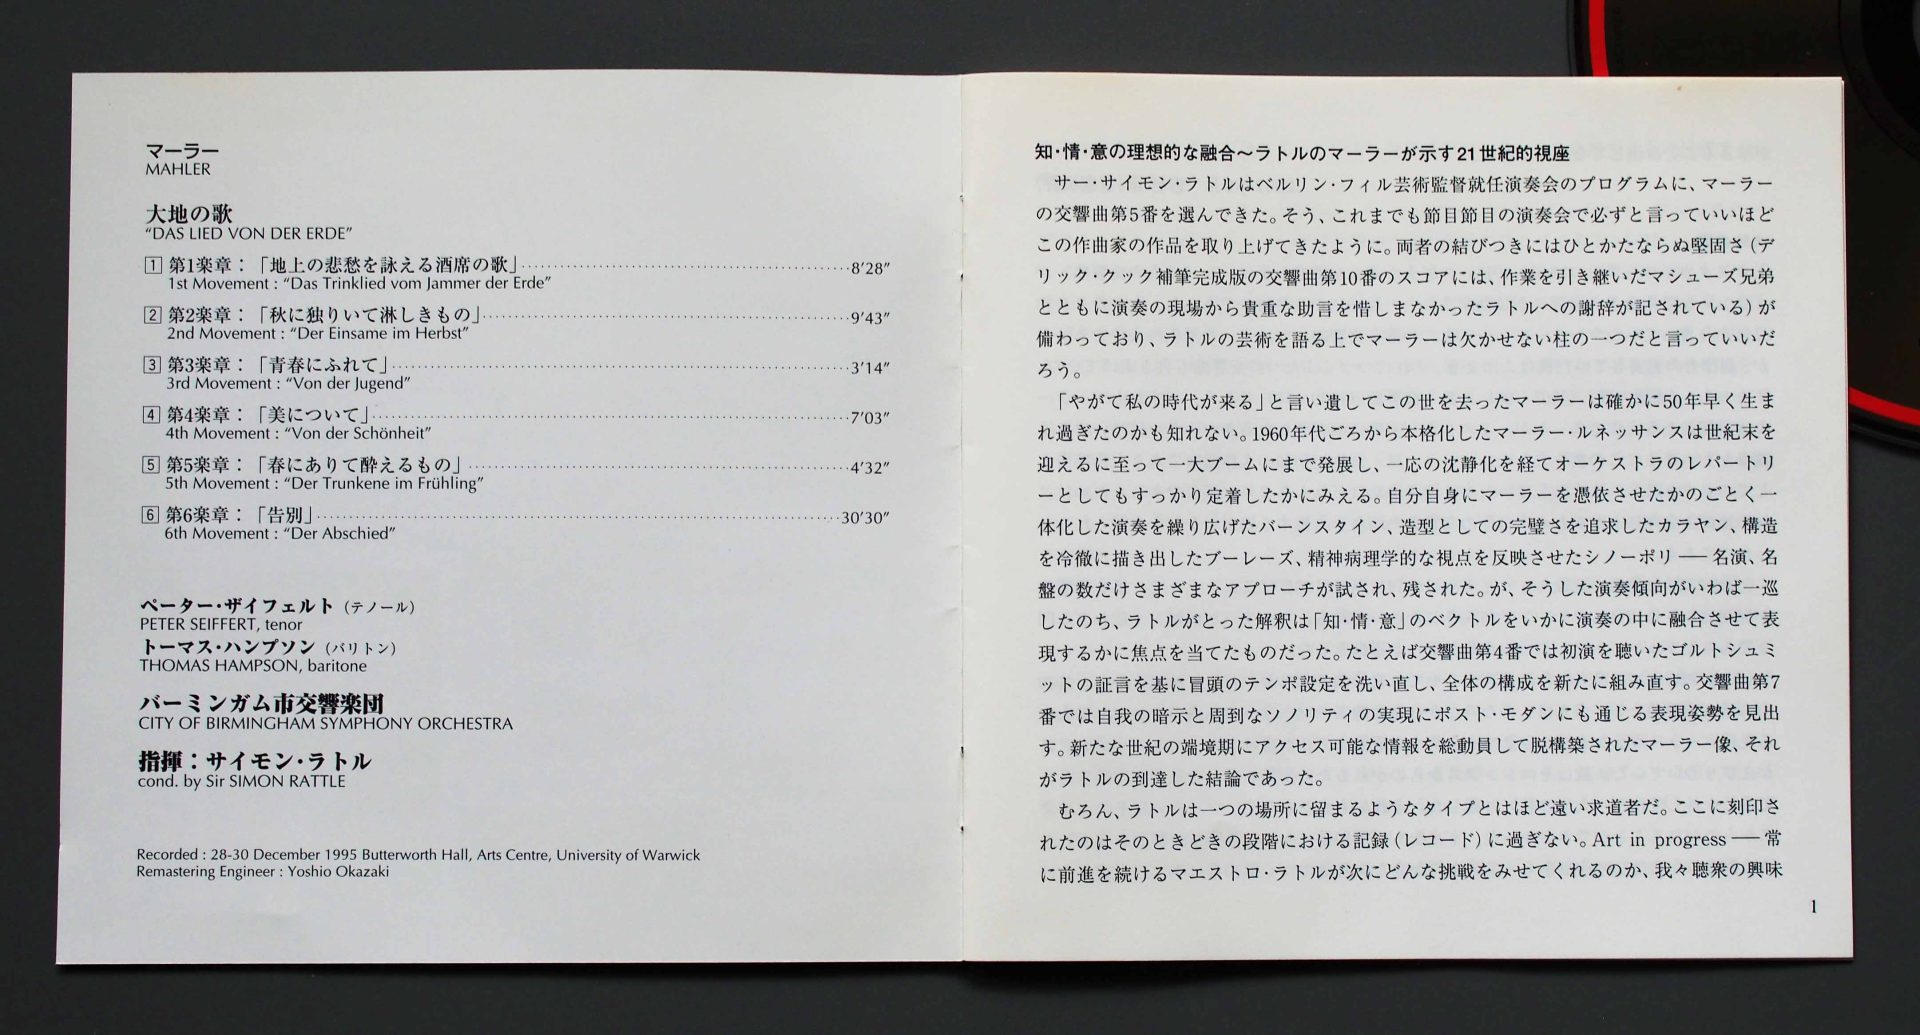 マーラー
MAHLER
大地の歌
“DAS LIED VON DER ERDE”
1 第1楽章：「地上の悲愁を詠える酒席の歌」 8’28”
1st Movement : “Das Trinklied vom Jammer der Erde”
2 第2楽章：「秋に独りいて淋しきもの」 9’43”
2nd Movement : “Der Einsame im Herbst”
3 第3楽章：「青春にふれて」 3’14”
3rd Movement : “Von der Jugend”
4 第4楽章：「美について」 7’03”
4th Movement : “Von der Schönheit”
5 第5楽章：「春にありて酔えるもの」 4’32”
5th Movement : “Der Trunkene im Frühling”
6 第6楽章：「告別」 30’30”
6th Movement : “Der Abschied”
ペーター・ザイフェルト（テノール）
PETER SEIFFERT, tenor
トーマス・ハンプソン（バリトン）
THOMAS HAMPSON, baritone
バーミンガム市交響楽団
CITY OF BIRMINGHAM SYMPHONY ORCHESTRA
指揮：サイモン・ラトル
cond. by Sir SIMON RATTLE
Recorded : 28-30 December 1995 Butterworth Hall, Arts Centre, University of Warwick
Remastering Engineer : Yoshio Okazaki
知・情・意の理想的な融合〜ラトルのマーラーが示す21世紀的視座
サー・サイモン・ラトルはベルリン・フィル芸術監督就任演奏会のプログラムに、マーラー
の交響曲第5番を選んできた。そう、これまでも節目節目の演奏会で必ずと言っていいほど
この作曲家の作品を取り上げてきたように。両者の結びつきにはひとかたならぬ堅固さ（デ
リック・クック補筆完成版の交響曲第10番のスコアには、作業を引き継いだマシューズ兄弟
とともに演奏の現場から貴重な助言を惜しまなかったラトルへの謝辞が記されている）が
備わっており、ラトルの芸術を語る上でマーラーは欠かせない柱の一つだと言っていいだ
ろう。
「やがて私の時代が来る」と言い遺してこの世を去ったマーラーは確かに50年早く生ま
れ過ぎたのかも知れない。1960年代ごろから本格化したマーラー・ルネッサンスは世紀末を
迎えるに至って一大ブームにまで発展し、一応の沈静化を経てオーケストラのレパートリ
ーとしてもすっかり定着したかにみえる。自分自身にマーラーを憑依させたかのごとく一
体化した演奏を繰り広げたバーンスタイン、造型としての完璧さを追求したカラヤン、構造
を冷徹に描き出したブーレーズ、精神病理学的な視点を反映させたシノーポリ──名演、名
盤の数だけさまざまなアプローチが試され、残された。が、そうした演奏傾向がいわば一巡
したのち、ラトルがとった解釈は「知・情・意」のベクトルをいかに演奏の中に融合させて表
現するかに焦点を当てたものだった。たとえば交響曲第4番では初演を聴いたゴルトシュミ
ットの証言を基に冒頭のテンポ設定を洗い直し、全体の構成を新たに組み直す。交響曲第7
番では自我の暗示と周到なソノリティの実現にポスト・モダンにも通じる表現姿勢を見出
す。新たな世紀の端境期にアクセス可能な情報を総動員して脱構築されたマーラー像、それ
がラトルの到達した結論であった。
むろん、ラトルは一つの場所に留まるようなタイプとはほど遠い求道者だ。ここに刻印さ
れたのはそのときどきの段階における記録（レコード）に過ぎない。Art in progress──常
に前進を続けるマエストロ・ラトルが次にどんな挑戦をみせてくれるのか、我々聴衆の興味
1